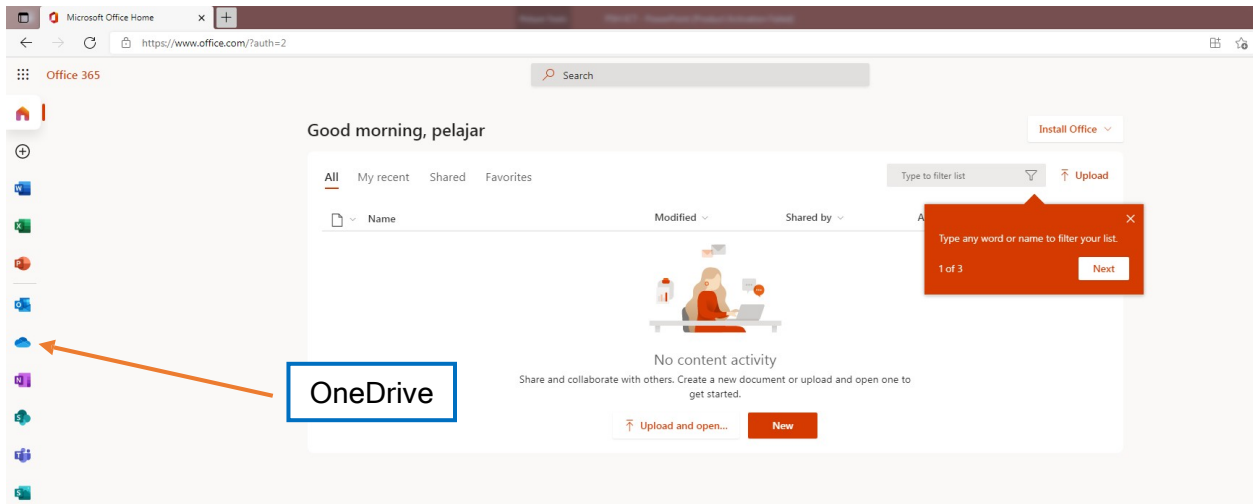 Microsoft Office Home
https://www.office.com/?auth=2
Office 365
Search
Good morning, pelajar
Install Office
All My recent Shared Favorites
Type to filter list
Upload
Name Modified Shared by A
Type any word or name to filter your list.
1 of 3 Next
No content activity
Share and collaborate with others. Create a new document or upload and open one to
get started.
Upload and open... New
OneDrive